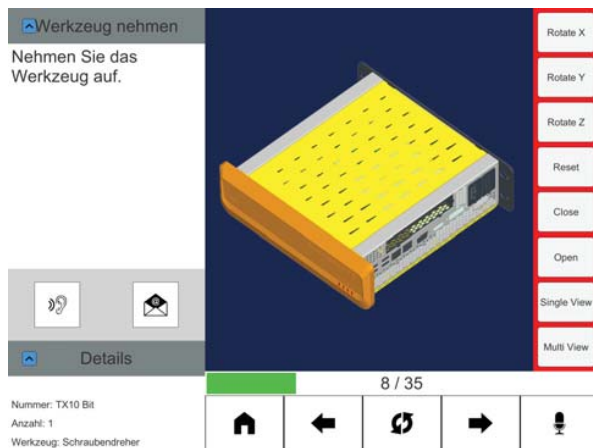 Werkzeug nehmen
Nehmen Sie das
Werkzeug auf.
Details
Nummer: TX10 Bit
Anzahl: 1
Werkzeug: Schraubendreher
8 / 35
Rotate X
Rotate Y
Rotate Z
Reset
Close
Open
Single View
Multi View